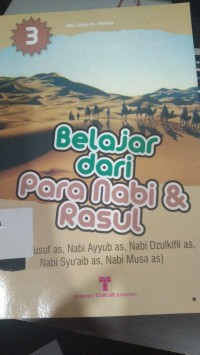 3
Belajar
dari
Para Nabi &
Rasul
usuf as, Nabi Ayyub as, Nabi Dzulkifli as,
Nabi Syu'aib as, Nabi Musa as)